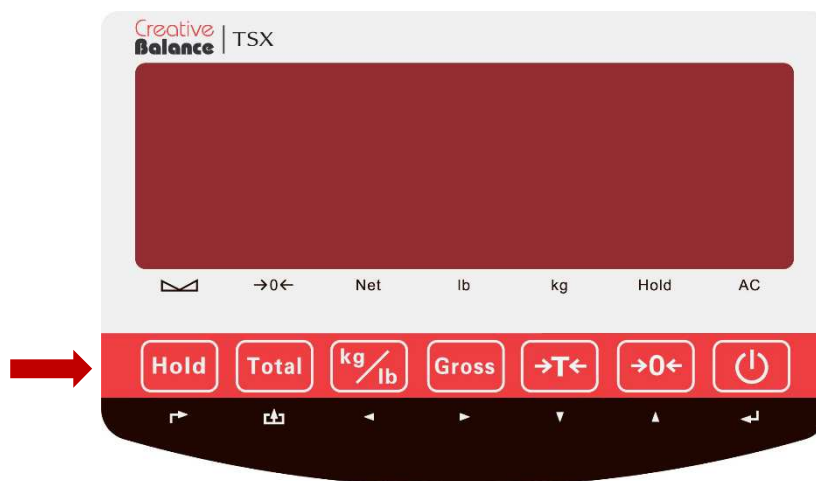 Creative
Balance | TSX
→0← Net lb kg Hold AC
Hold Total kg/lb Gross →T← →0←